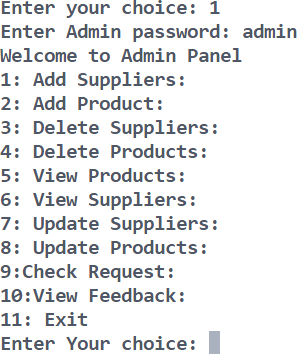 Enter your choice: 1
Enter Admin password: admin
Welcome to Admin Panel
1: Add Suppliers:
2: Add Product:
3: Delete Suppliers:
4: Delete Products:
5: View Products:
6: View Suppliers:
7: Update Suppliers:
8: Update Products:
9:Check Request:
10:View Feedback:
11: Exit
Enter Your choice: